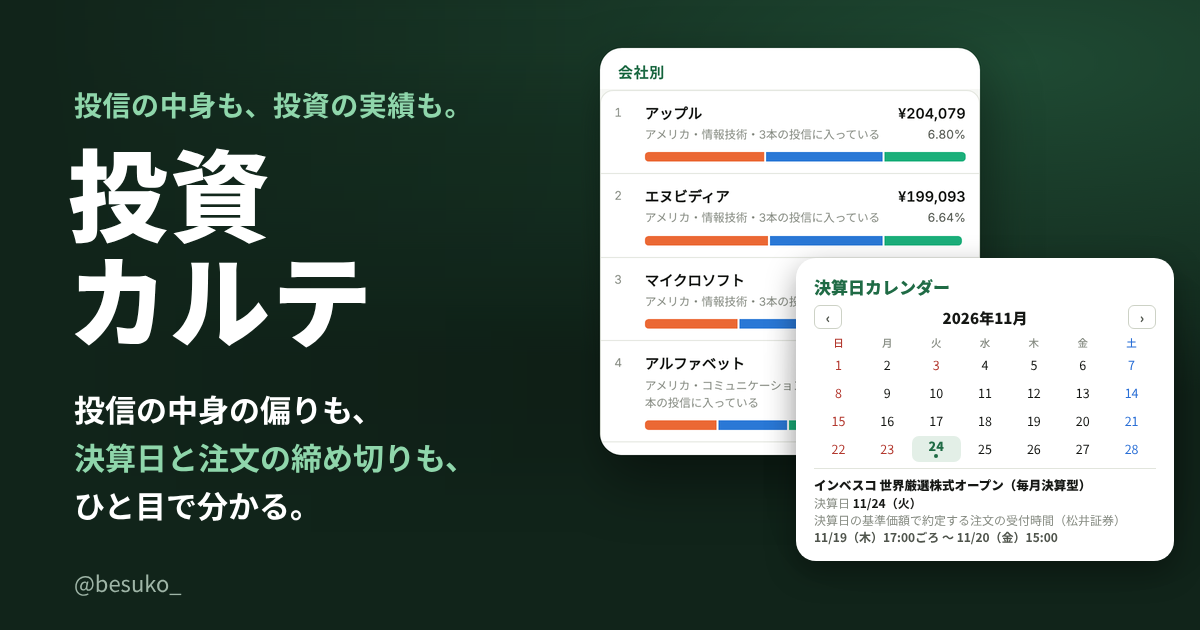 投信の中身も、投資の実績も。
投資
カルテ
投信の中身の偏りも、
決算日と注文の締め切りも、
ひと目で分かる。
@besuko_
会社別
1 アップル ¥204,079
アメリカ・情報技術・3本の投信に入っている 6.80%
2 エヌビディア ¥199,093
アメリカ・情報技術・3本の投信に入っている 6.64%
3 マイクロソフト
アメリカ・情報技術・3本の
4 アルファベット
アメリカ・コミュニケーショ
本の投信に入っている
決算日カレンダー
‹ 2026年11月 ›
日 月 火 水 木 金 土
1 2 3 4 5 6 7
8 9 10 11 12 13 14
15 16 17 18 19 20 21
22 23 24 25 26 27 28
インベスコ 世界厳選株式オープン（毎月決算型）
決算日 11/24（火）
決算日の基準価額で約定する注文の受付時間（松井証券）
11/19（木）17:00ごろ 〜 11/20（金）15:00